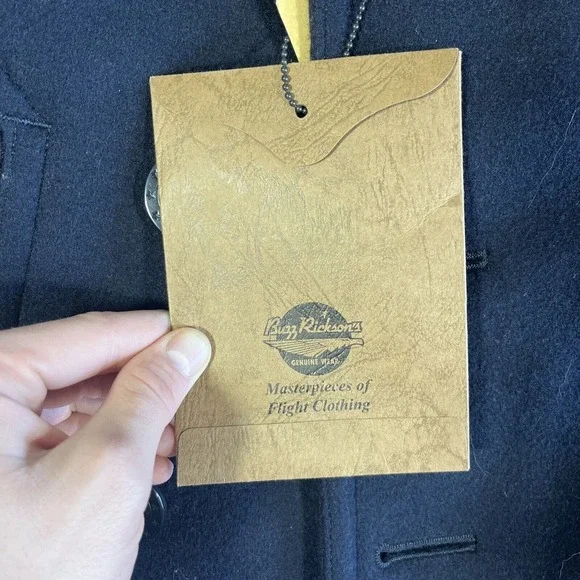 Buzz Rickson's
GENUINE WEAR
Masterpieces of
Flight Clothing